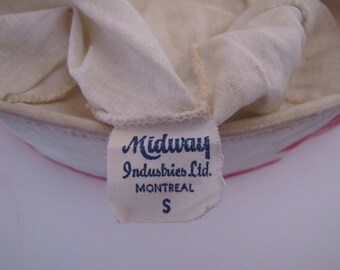 Midway
Industries Ltd.
MONTREAL
S